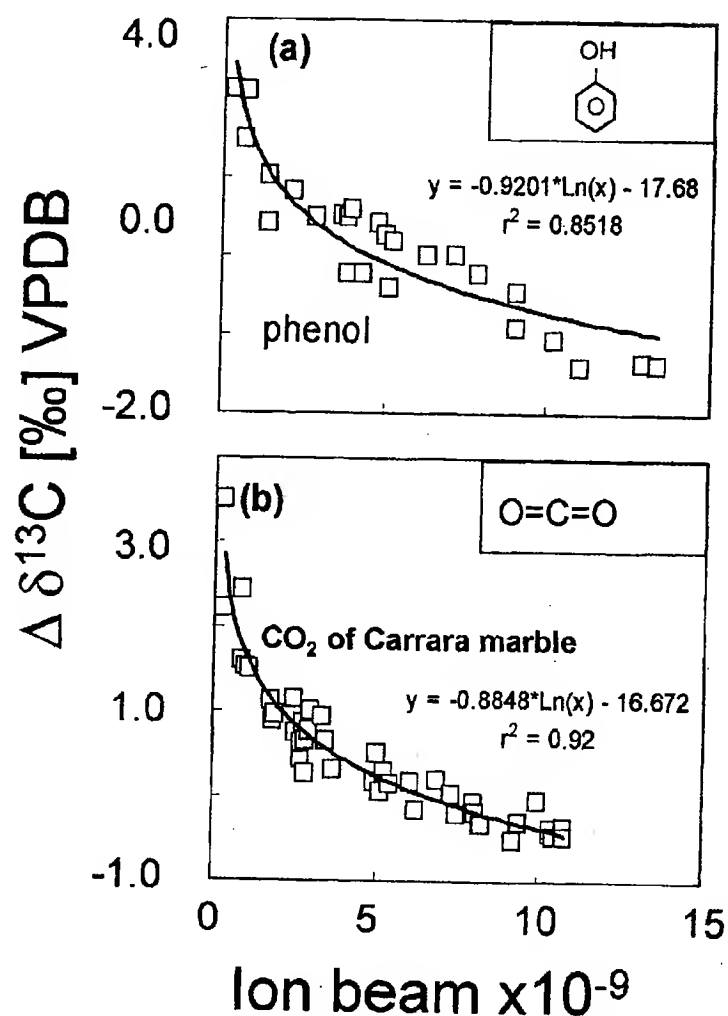 Δ δ¹³C [‰] VPDB
4.0
(a)
OH
y = -0.9201*Ln(x) - 17.68
r² = 0.8518
0.0
phenol
-2.0
(b)
O=C=O
3.0
CO₂ of Carrara marble
y = -0.8848*Ln(x) - 16.672
r² = 0.92
1.0
-1.0
0 5 10 15
Ion beam x10⁻⁹